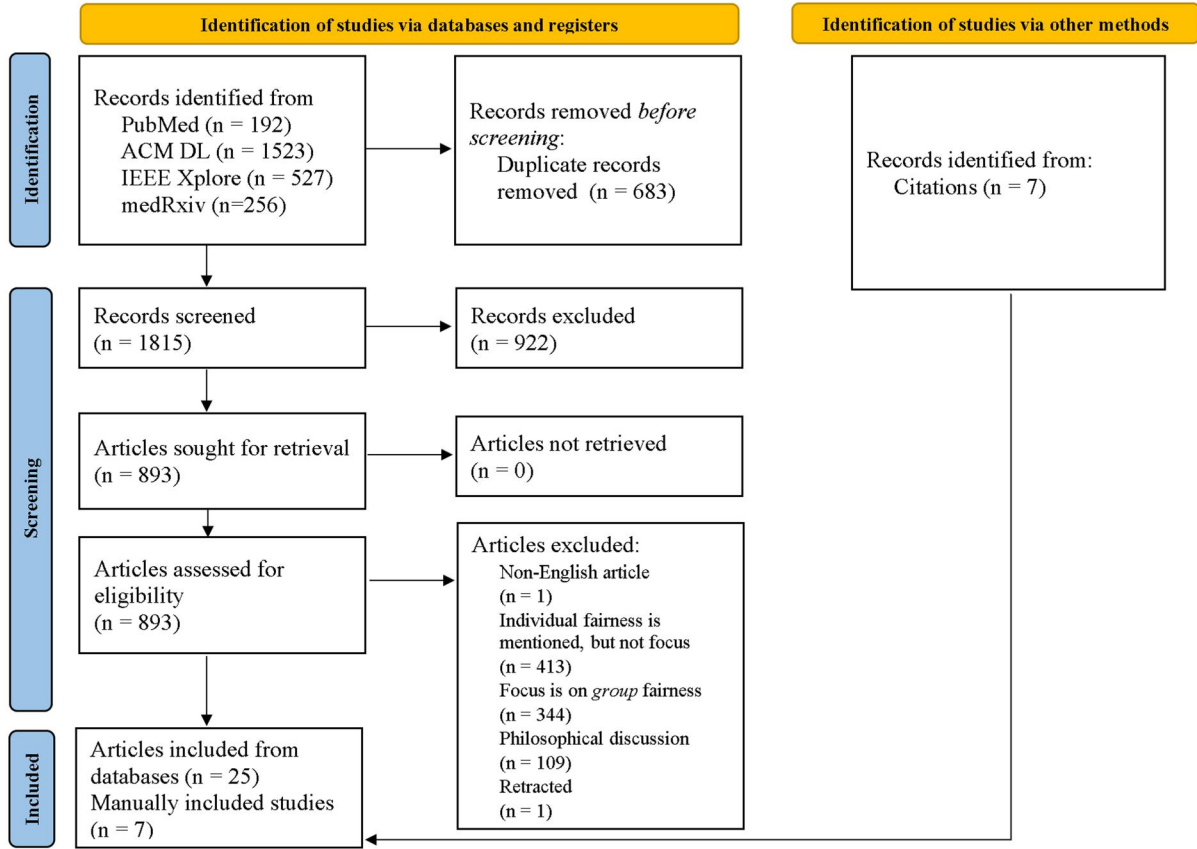 Identification of studies via databases and registers
Identification of studies via other methods
Identification
Records identified from
PubMed (n = 192)
ACM DL (n = 1523)
IEEE Xplore (n = 527)
medRxiv (n=256)
Records removed before
screening:
Duplicate records
removed (n = 683)
Records identified from:
Citations (n = 7)
Screening
Records screened
(n = 1815)
Records excluded
(n = 922)
Articles sought for retrieval
(n = 893)
Articles not retrieved
(n = 0)
Articles assessed for
eligibility
(n = 893)
Articles excluded:
Non-English article
(n = 1)
Individual fairness is
mentioned, but not focus
(n = 413)
Focus is on group fairness
(n = 344)
Philosophical discussion
(n = 109)
Retracted
(n = 1)
Included
Articles included from
databases (n = 25)
Manually included studies
(n = 7)